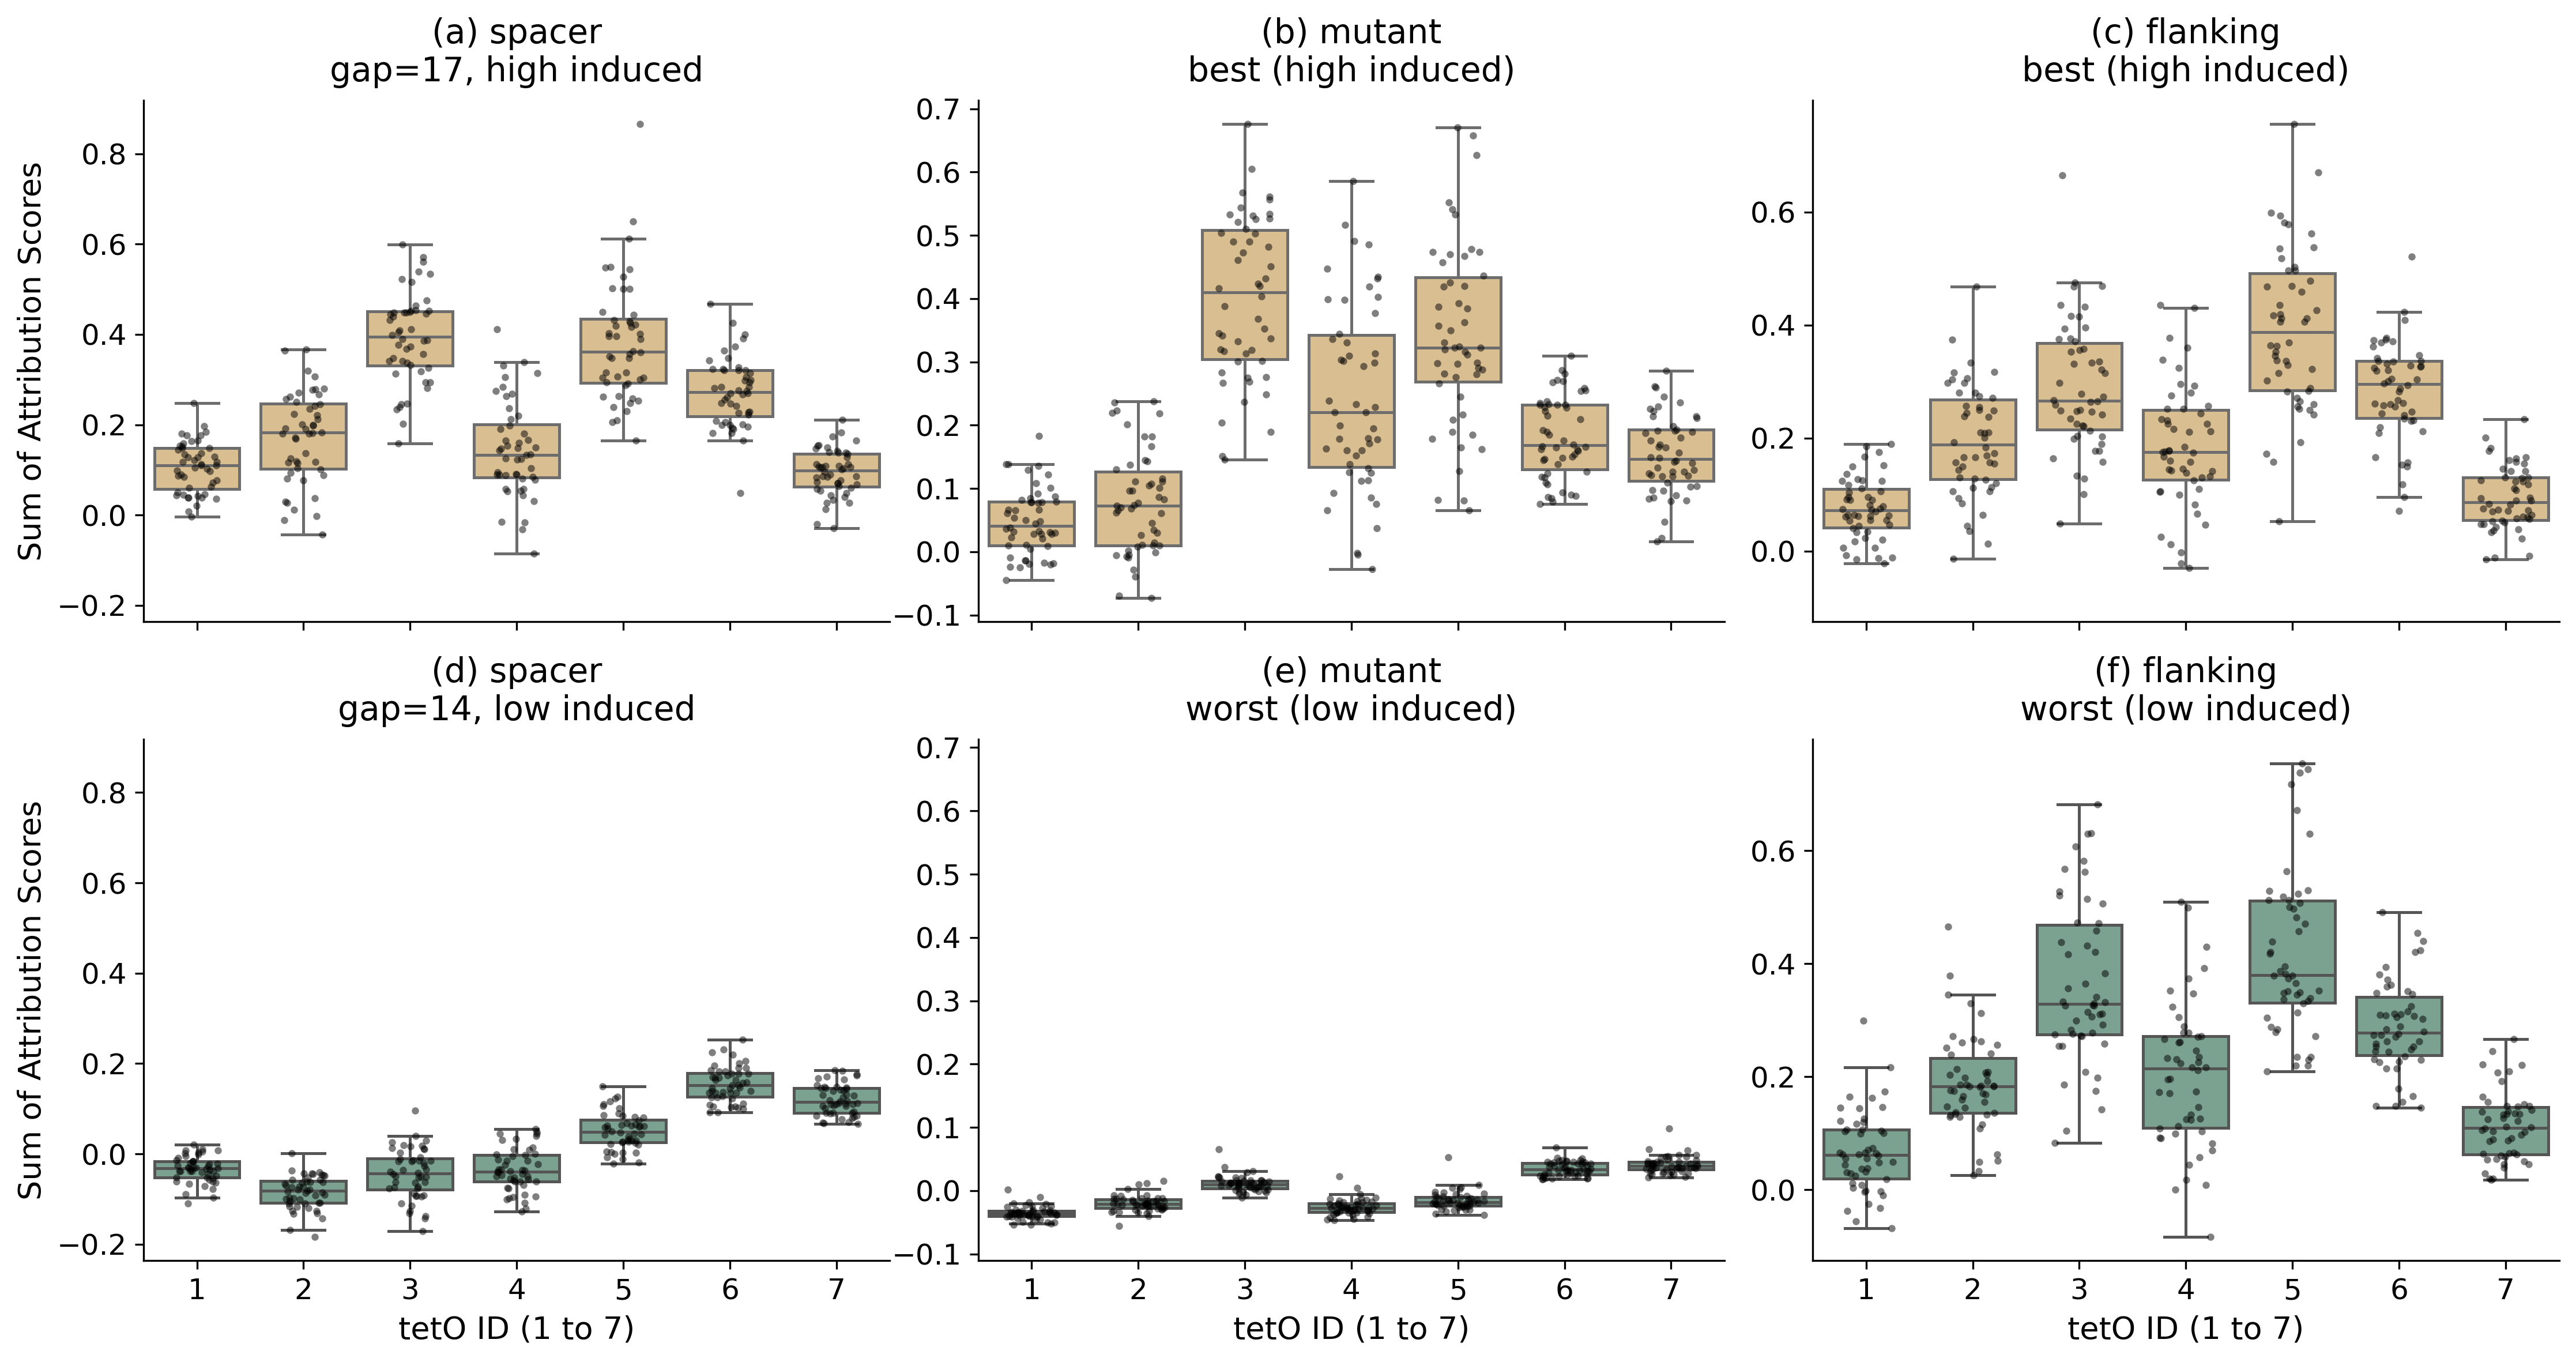 (a) spacer
gap=17, high induced
(b) mutant
best (high induced)
(c) flanking
best (high induced)
Sum of Attribution Scores
0.8
0.6
0.4
0.2
0.0
−0.2
0.7
0.6
0.5
0.4
0.3
0.2
0.1
0.0
−0.1
0.6
0.4
0.2
0.0
(d) spacer
gap=14, low induced
(e) mutant
worst (low induced)
(f) flanking
worst (low induced)
Sum of Attribution Scores
0.8
0.6
0.4
0.2
0.0
−0.2
0.7
0.6
0.5
0.4
0.3
0.2
0.1
0.0
−0.1
0.6
0.4
0.2
0.0
1 2 3 4 5 6 7
1 2 3 4 5 6 7
1 2 3 4 5 6 7
tetO ID (1 to 7)
tetO ID (1 to 7)
tetO ID (1 to 7)